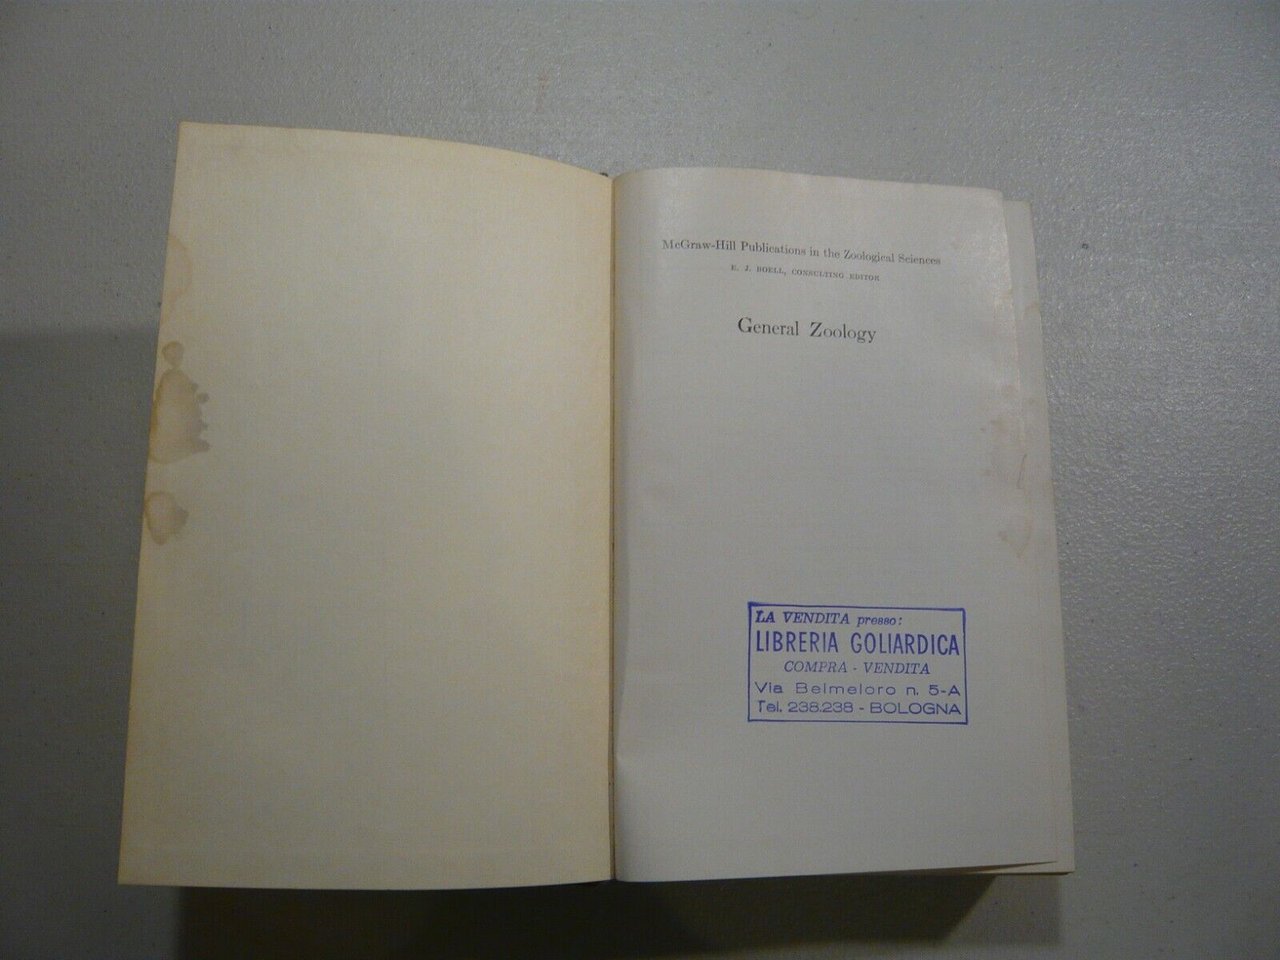 McGraw-Hill Publications in the Zoological Sciences
E. J. BOELL, CONSULTING EDITOR
General Zoology
LA VENDITA presso:
LIBRERIA GOLIARDICA
COMPRA - VENDITA
Via Belmeloro n. 5-A
Tel. 238.238 - BOLOGNA